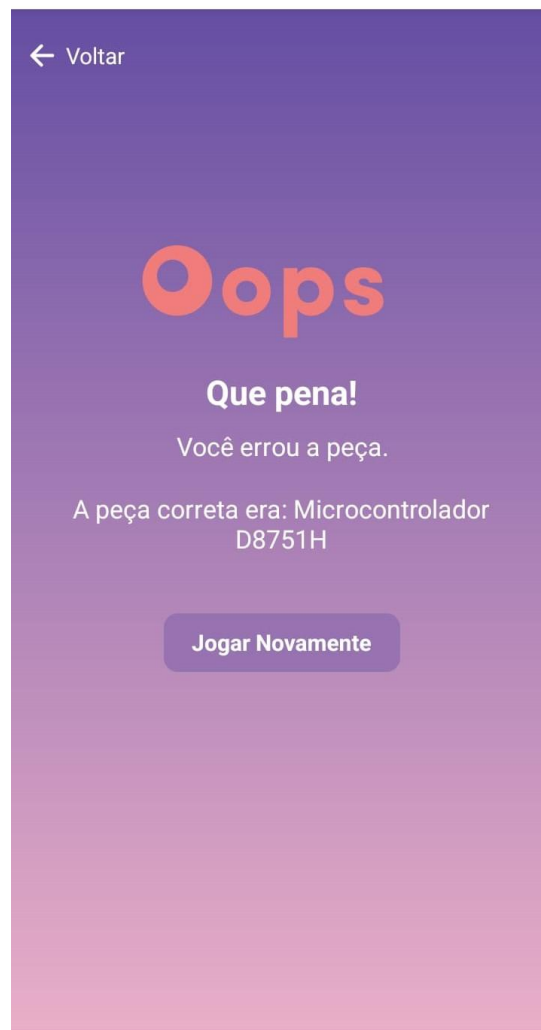 Voltar
Oops
Que pena!
Você errou a peça.
A peça correta era: Microcontrolador
D8751H
Jogar Novamente